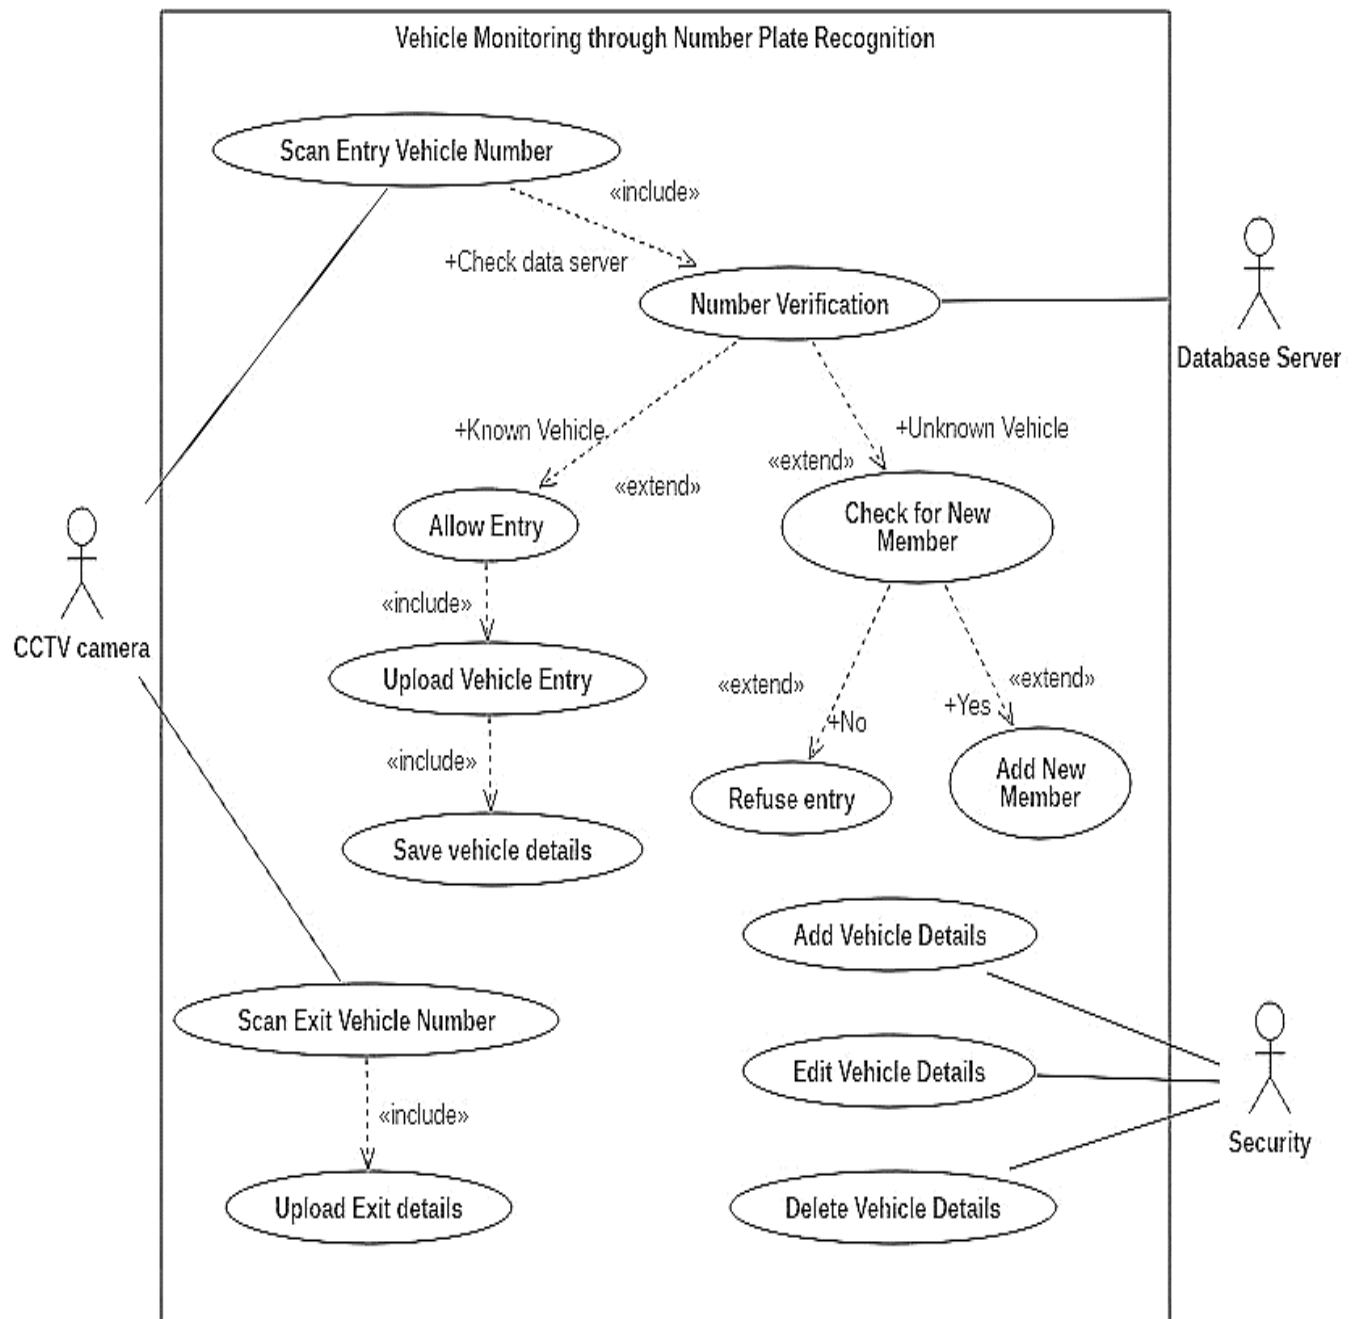 Vehicle Monitoring through Number Plate Recognition
Scan Entry Vehicle Number
«include»
+Check data server
Number Verification
Database Server
+Known Vehicle
+Unknown Vehicle
«extend»
«extend»
Allow Entry
Check for New
Member
CCTV camera
«include»
Upload Vehicle Entry
«extend»
«extend»
+Yes
+No
«include»
Refuse entry
Add New
Member
Save vehicle details
Add Vehicle Details
Scan Exit Vehicle Number
Edit Vehicle Details
«include»
Security
Upload Exit details
Delete Vehicle Details